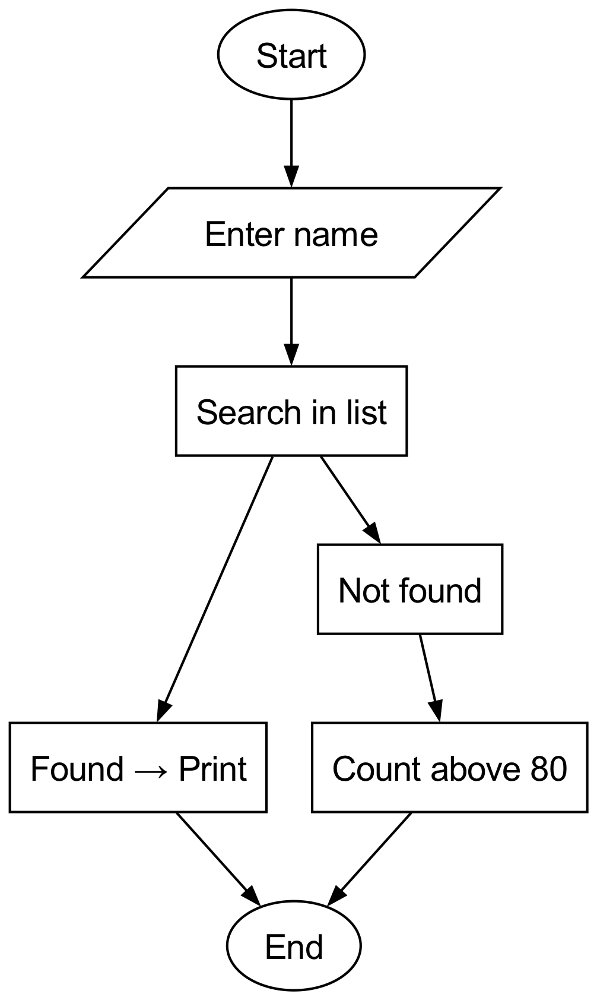 Start
Enter name
Search in list
Not found
Found → Print
Count above 80
End